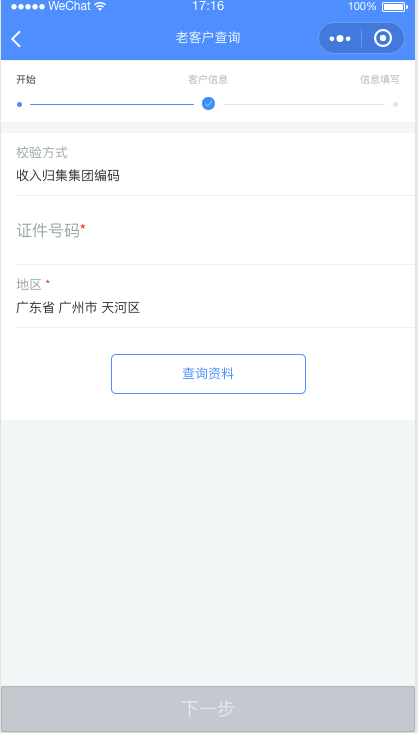 WeChat 17:16 100%
老客户查询
开始 客户信息 信息填写
校验方式
收入归集集团编码
证件号码*
地区 *
广东省 广州市 天河区
查询资料
下一步